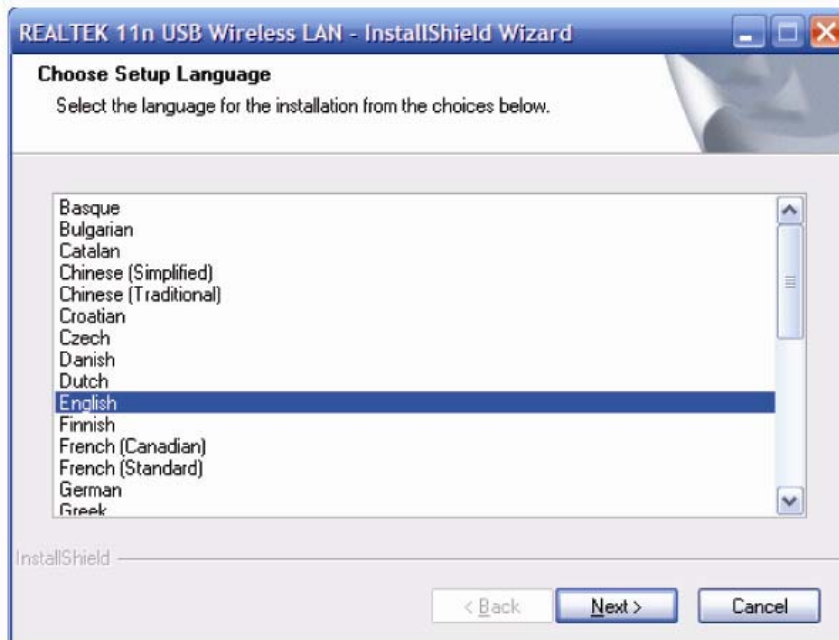 REALTEK 11n USB Wireless LAN - InstallShield Wizard
Choose Setup Language
Select the language for the installation from the choices below.
Basque
Bulgarian
Catalan
Chinese (Simplified)
Chinese (Traditional)
Croatian
Czech
Danish
Dutch
English
Finnish
French (Canadian)
French (Standard)
German
Greek
InstallShield
< Back
Next >
Cancel